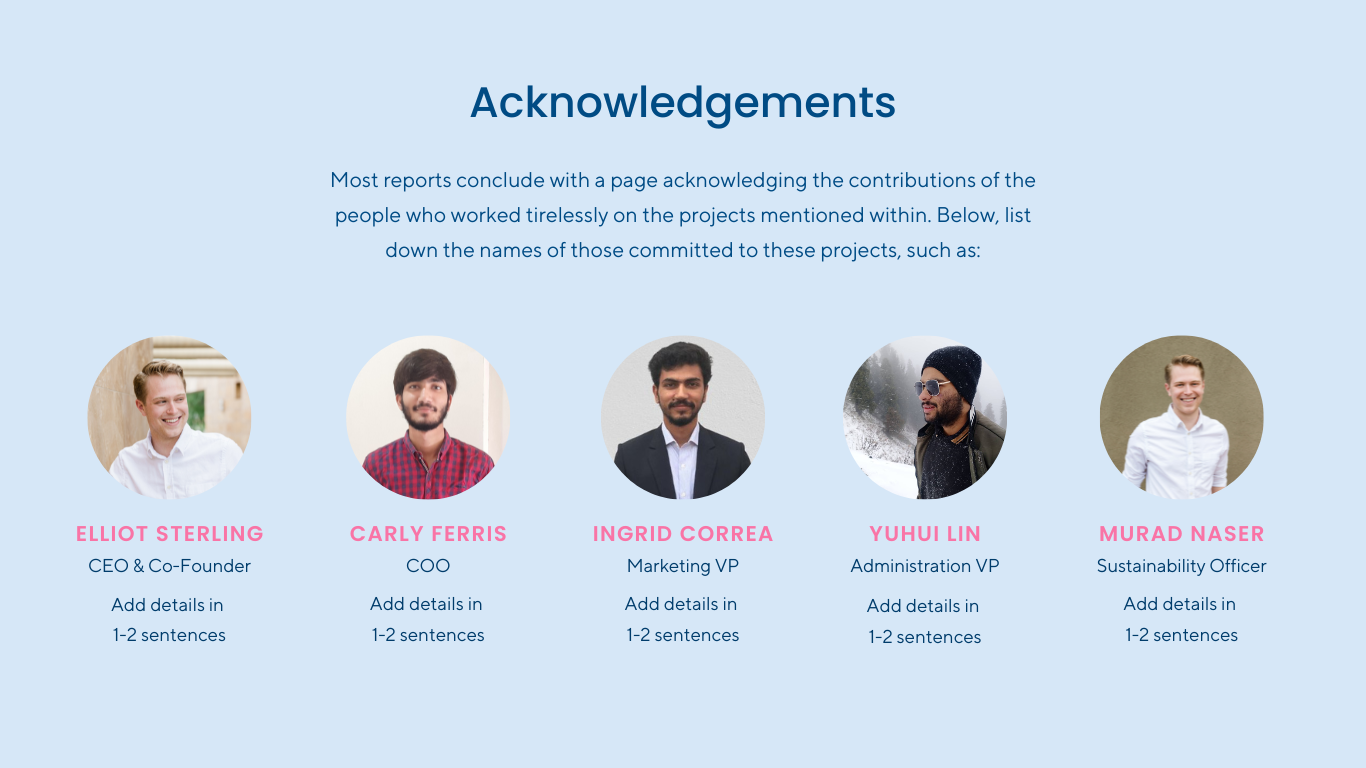 Acknowledgements
Most reports conclude with a page acknowledging the contributions of the
people who worked tirelessly on the projects mentioned within. Below, list
down the names of those committed to these projects, such as:
ELLIOT STERLING
CEO & Co-Founder
Add details in
1-2 sentences
CARLY FERRIS
COO
Add details in
1-2 sentences
INGRID CORREA
Marketing VP
Add details in
1-2 sentences
YUHUI LIN
Administration VP
Add details in
1-2 sentences
MURAD NASER
Sustainability Officer
Add details in
1-2 sentences